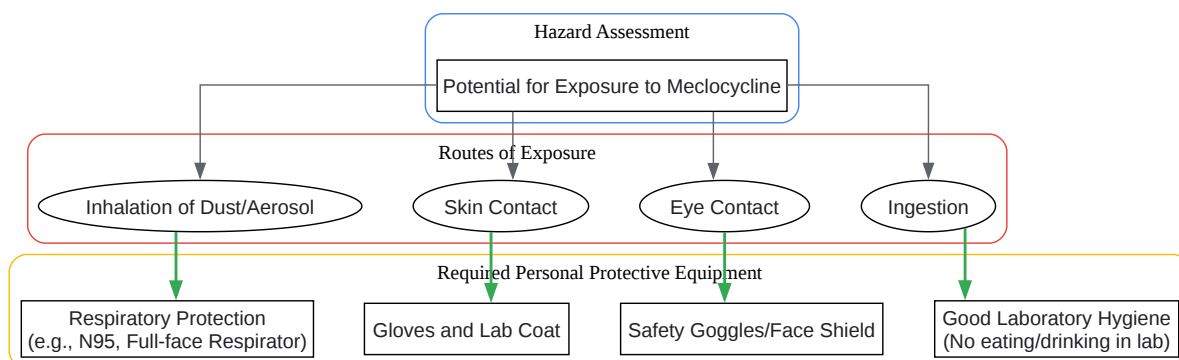 Hazard Assessment
Potential for Exposure to Meclocycline
Routes of Exposure
Inhalation of Dust/Aerosol
Skin Contact
Eye Contact
Ingestion
Required Personal Protective Equipment
Respiratory Protection
(e.g., N95, Full-face Respirator)
Gloves and Lab Coat
Safety Goggles/Face Shield
Good Laboratory Hygiene
(No eating/drinking in lab)